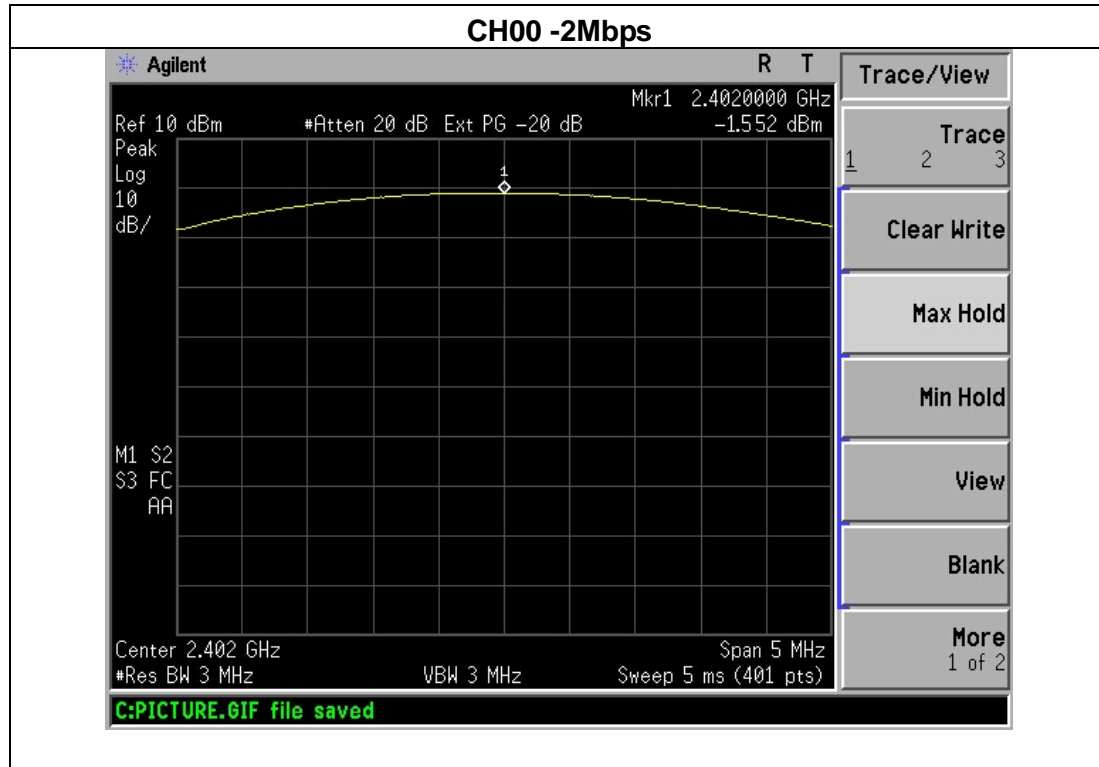 CH00 -2Mbps
Agilent R T
Mkr1 2.4020000 GHz
Ref 10 dBm #Atten 20 dB Ext PG -20 dB -1.552 dBm
Peak
Log
10
dB/
1
M1 S2
S3 FC
AA
Center 2.402 GHz Span 5 MHz
#Res BW 3 MHz VBW 3 MHz Sweep 5 ms (401 pts)
C:PICTURE.GIF file saved
Trace/View
Trace
1 2 3
Clear Write
Max Hold
Min Hold
View
Blank
More
1 of 2